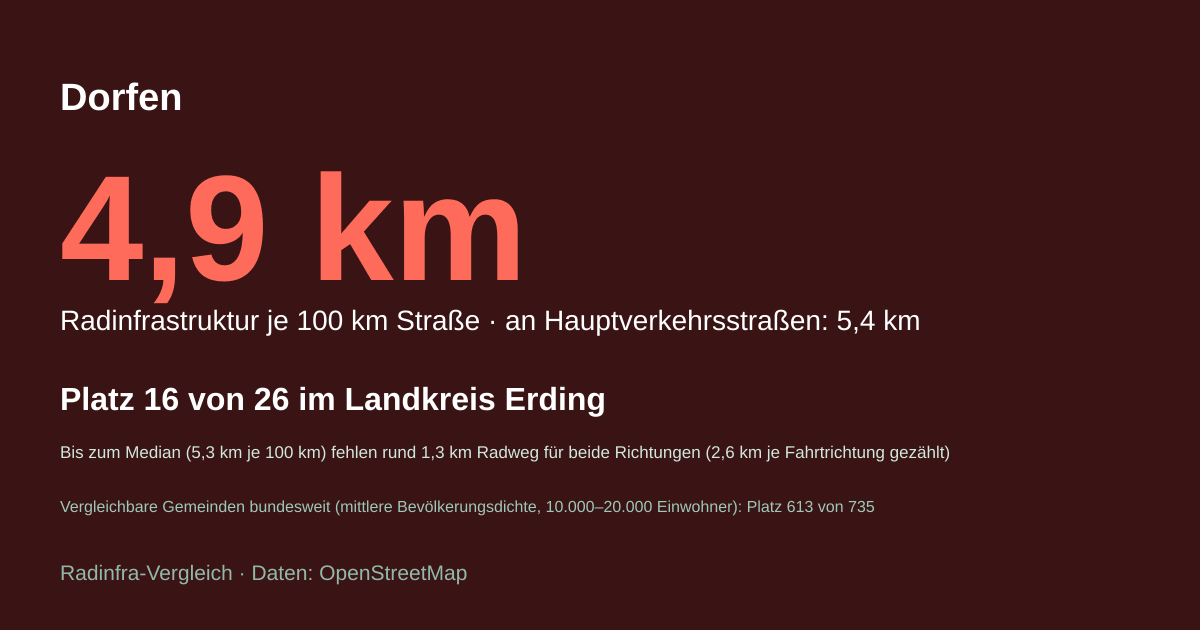 Dorfen
4,9 km
Radinfrastruktur je 100 km Straße · an Hauptverkehrsstraßen: 5,4 km
Platz 16 von 26 im Landkreis Erding
Bis zum Median (5,3 km je 100 km) fehlen rund 1,3 km Radweg für beide Richtungen (2,6 km je Fahrtrichtung gezählt)
Vergleichbare Gemeinden bundesweit (mittlere Bevölkerungsdichte, 10.000–20.000 Einwohner): Platz 613 von 735
Radinfra-Vergleich · Daten: OpenStreetMap